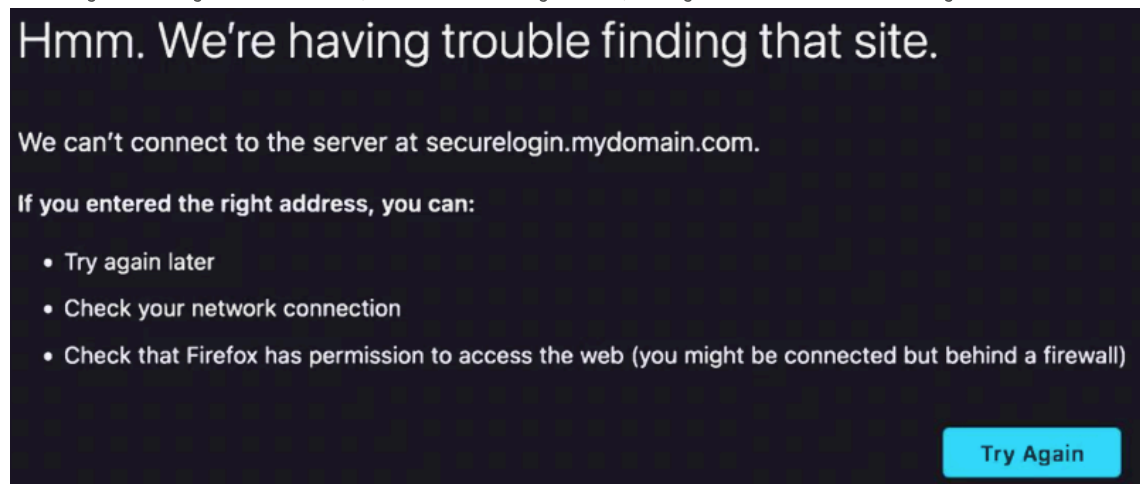 Hmm. We’re having trouble finding that site.
We can’t connect to the server at securelogin.mydomain.com.
If you entered the right address, you can:
• Try again later
• Check your network connection
• Check that Firefox has permission to access the web (you might be connected but behind a firewall)
Try Again